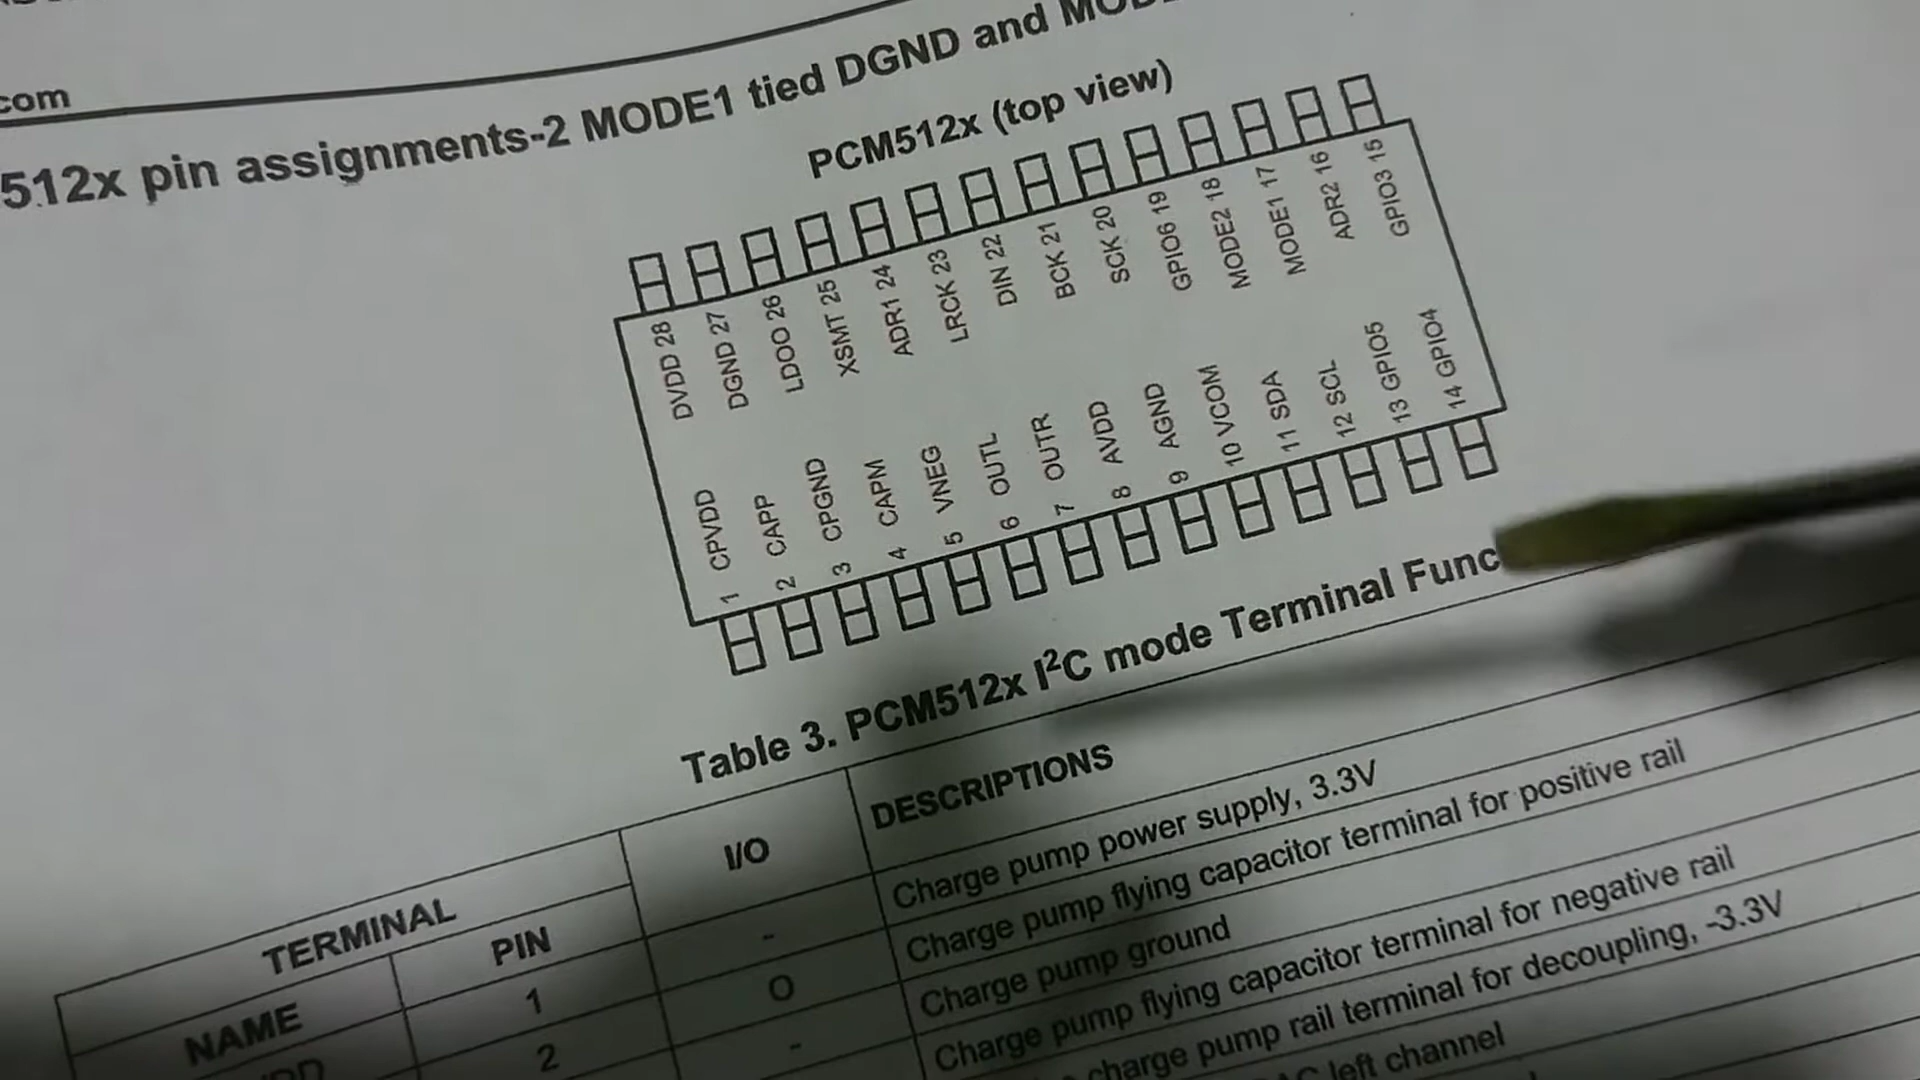 com
512x pin assignments-2 MODE1 tied DGND and
PCM512x (top view)
DVDD 28
DGND 27
LDOO 26
XSMT 25
ADR1 24
LRCK 23
DIN 22
BCK 21
SCK 20
GPIO6 19
MODE2 18
MODE1 17
ADR2 16
GPIO3 15
1 CPVDD
2 CAPP
3 CPGND
4 CAPM
5 VNEG
6 OUTL
7 OUTR
8 AVDD
9 AGND
10 VCOM
11 SDA
12 SCL
13 GPIO5
14 GPIO4
Table 3. PCM512x I²C mode Terminal Func
TERMINAL
I/O
DESCRIPTIONS
NAME
PIN
1
-
Charge pump power supply, 3.3V
2
O
Charge pump flying capacitor terminal for positive rail
-
Charge pump ground
Charge pump flying capacitor terminal for negative rail
charge pump rail terminal for decoupling, -3.3V
left channel